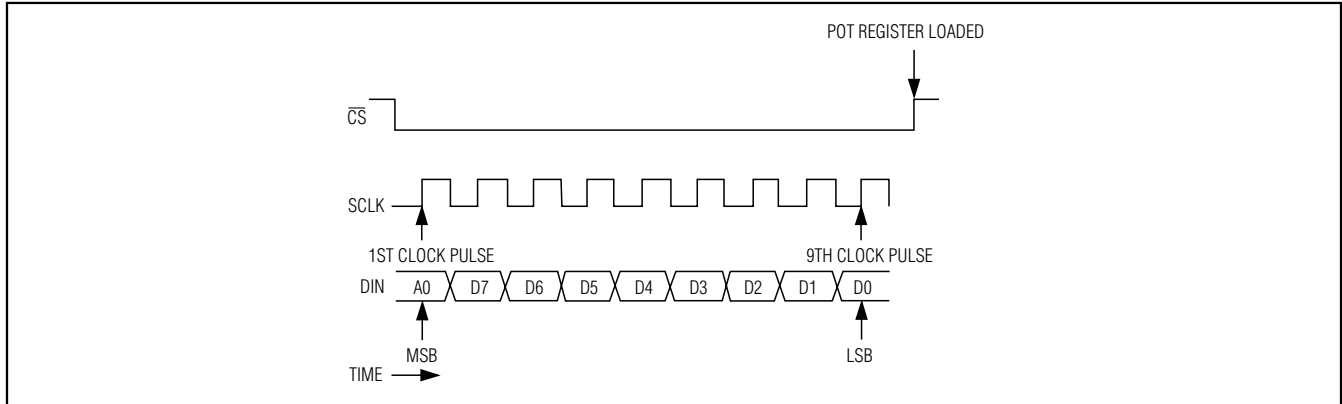 POT REGISTER LOADED
CS
SCLK
1ST CLOCK PULSE 9TH CLOCK PULSE
DIN A0 D7 D6 D5 D4 D3 D2 D1 D0
MSB LSB
TIME